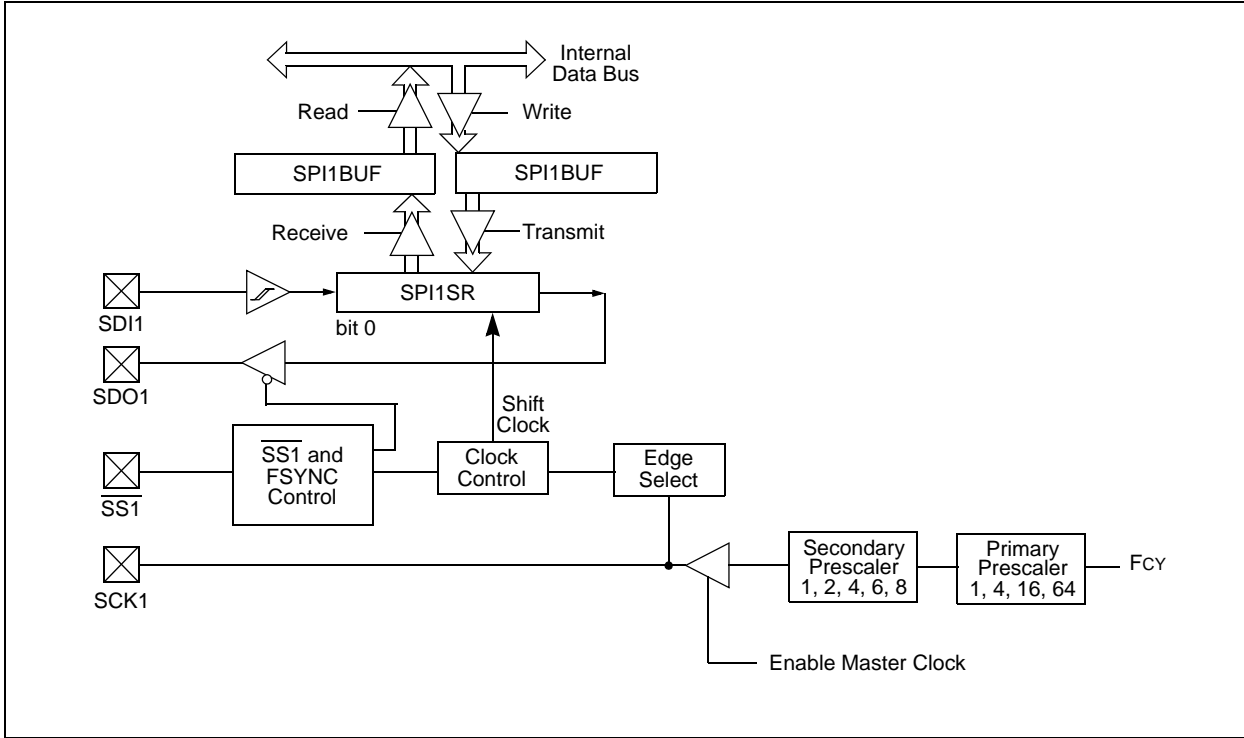 Internal
Data Bus
Read
Write
SPI1BUF
SPI1BUF
Receive
Transmit
SDI1
SPI1SR
bit 0
SDO1
Shift
Clock
SS1
SS1 and
FSYNC
Control
Clock
Control
Edge
Select
SCK1
Secondary
Prescaler
1, 2, 4, 6, 8
Primary
Prescaler
1, 4, 16, 64
FCY
Enable Master Clock